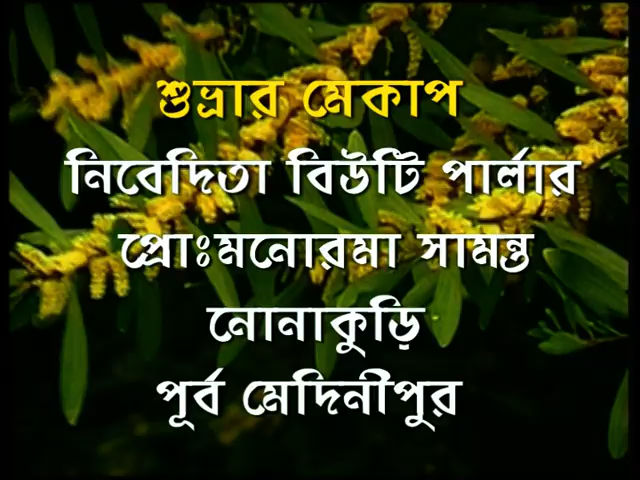 শুভ্রার মেকাপ
নিবেদিতা বিউটি পার্লার
প্রোঃমনোরমা সামন্ত
নোনাকুড়ি
পূর্ব মেদিনীপুর